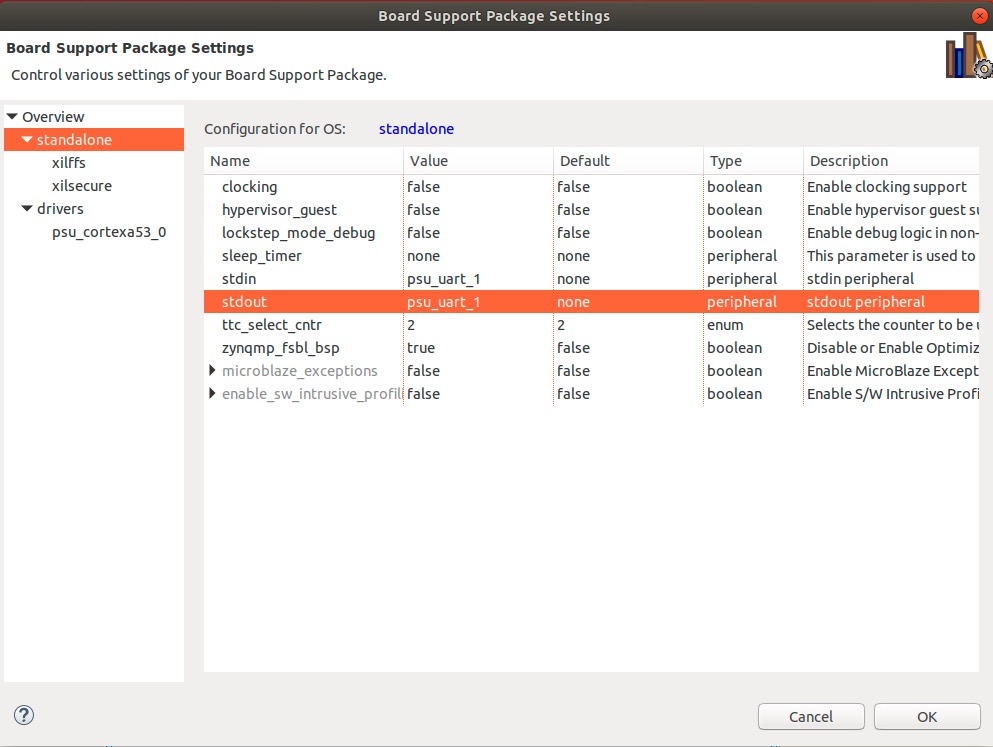 Board Support Package Settings
Board Support Package Settings
Control various settings of your Board Support Package.
Overview
standalone
xilffs
xilsecure
drivers
psu_cortexa53_0
Configuration for OS: standalone
Name Value Default Type Description
clocking false false boolean Enable clocking support
hypervisor_guest false false boolean Enable hypervisor guest su
lockstep_mode_debug false false boolean Enable debug logic in non-
sleep_timer none none peripheral This parameter is used to
stdin psu_uart_1 none peripheral stdin peripheral
stdout psu_uart_1 none peripheral stdout peripheral
ttc_select_cntr 2 2 enum Selects the counter to be u
zynqmp_fsbl_bsp true false boolean Disable or Enable Optimiz
microblaze_exceptions false false boolean Enable MicroBlaze Except
enable_sw_intrusive_profili false false boolean Enable S/W Intrusive Profi
?
Cancel OK